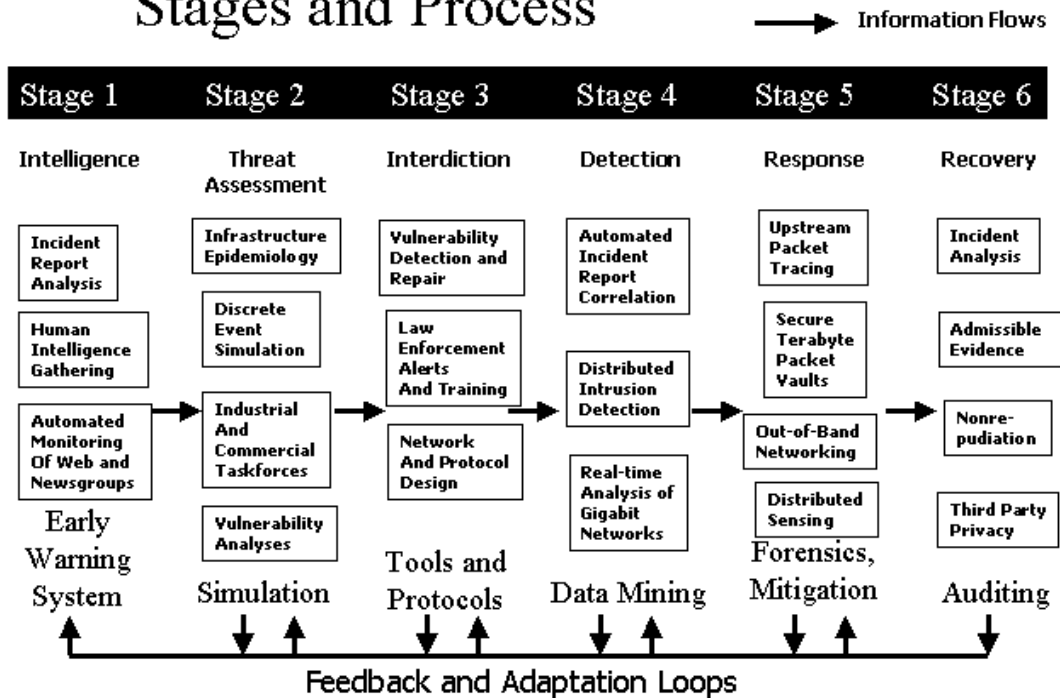 Stages and Process
Information Flows
Stage 1
Stage 2
Stage 3
Stage 4
Stage 5
Stage 6
Intelligence
Threat
Assessment
Interdiction
Detection
Response
Recovery
Incident
Report
Analysis
Human
Intelligence
Gathering
Automated
Monitoring
Of Web and
Newsgroups
Early
Warning
System
Infrastructure
Epidemiology
Discrete
Event
Simulation
Industrial
And
Commercial
Taskforces
Vulnerability
Analyses
Simulation
Vulnerability
Detection and
Repair
Law
Enforcement
Alerts
And Training
Network
And Protocol
Design
Tools and
Protocols
Automated
Incident
Report
Correlation
Distributed
Intrusion
Detection
Real-time
Analysis of
Gigabit
Networks
Data Mining
Upstream
Packet
Tracing
Secure
Terabyte
Packet
Vaults
Out-of-Band
Networking
Distributed
Sensing
Forensics,
Mitigation
Incident
Analysis
Admissible
Evidence
Nonre-
pudiation
Third Party
Privacy
Auditing
Feedback and Adaptation Loops